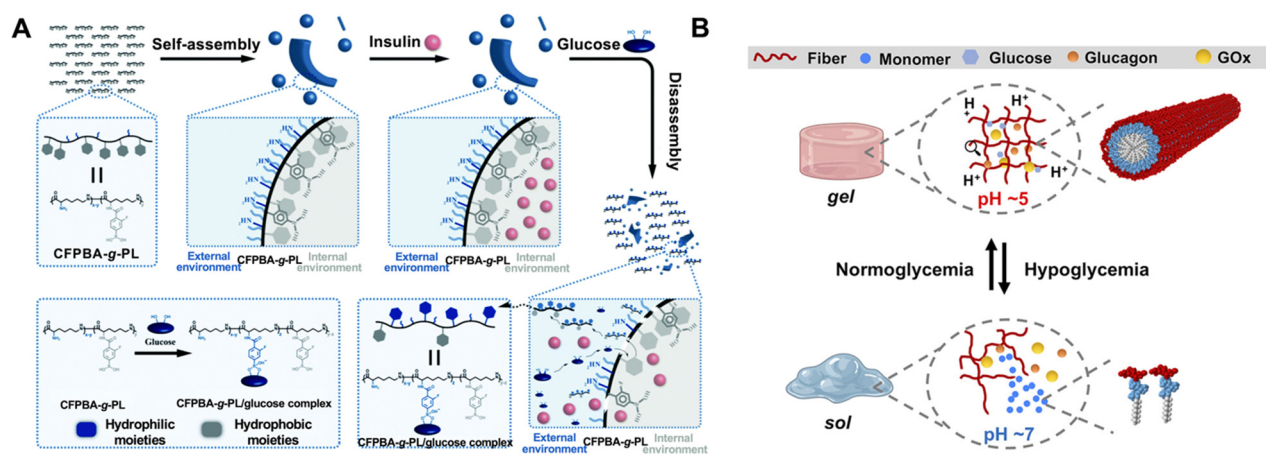 A
Self-assembly
Insulin
Glucose
HO OH
Disassembly
CFPBA-g-PL
External environment
CFPBA-g-PL
Internal environment
External environment
CFPBA-g-PL
Internal environment
Glucose
CFPBA-g-PL
CFPBA-g-PL/glucose complex
Hydrophilic moieties
Hydrophobic moieties
CFPBA-g-PL/glucose complex
External environment
CFPBA-g-PL
Internal environment
B
Fiber
Monomer
Glucose
Glucagon
GOx
H+
H+
H+
H+
gel
pH ~5
Normoglycemia
Hypoglycemia
sol
pH ~7